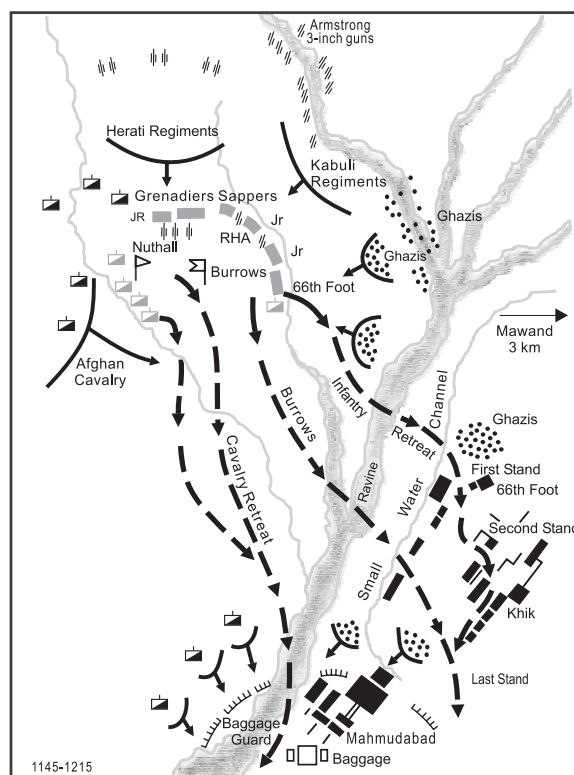 Armstrong
3-inch guns
Herati Regiments
Kabuli
Regiments
Grenadiers Sappers
JR
Jr
RHA
Jr
Ghazis
Ghazis
Nuthall
Burrows
66th Foot
Mawand
3 km
Afghan
Cavalry
Infantry
Retreat
Burrows
Cavalry Retreat
Channel
Water
Small
Ravine
Ghazis
First Stand
66th Foot
Second Stand
Khik
Last Stand
Baggage
Guard
Mahmudabad
Baggage
1145-1215